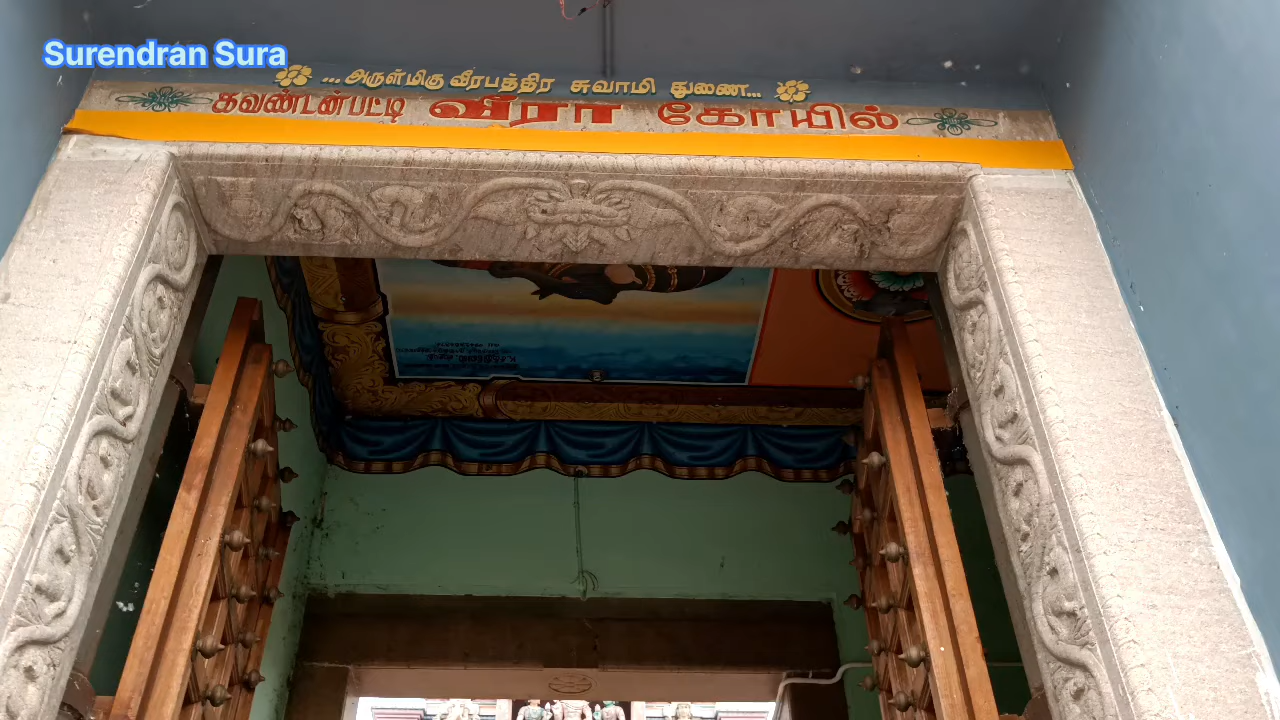 Surendran Sura
... அருள்மிகு வீரபத்திர சுவாமி துணை...
கவண்டன்பட்டி வீரா கோயில்